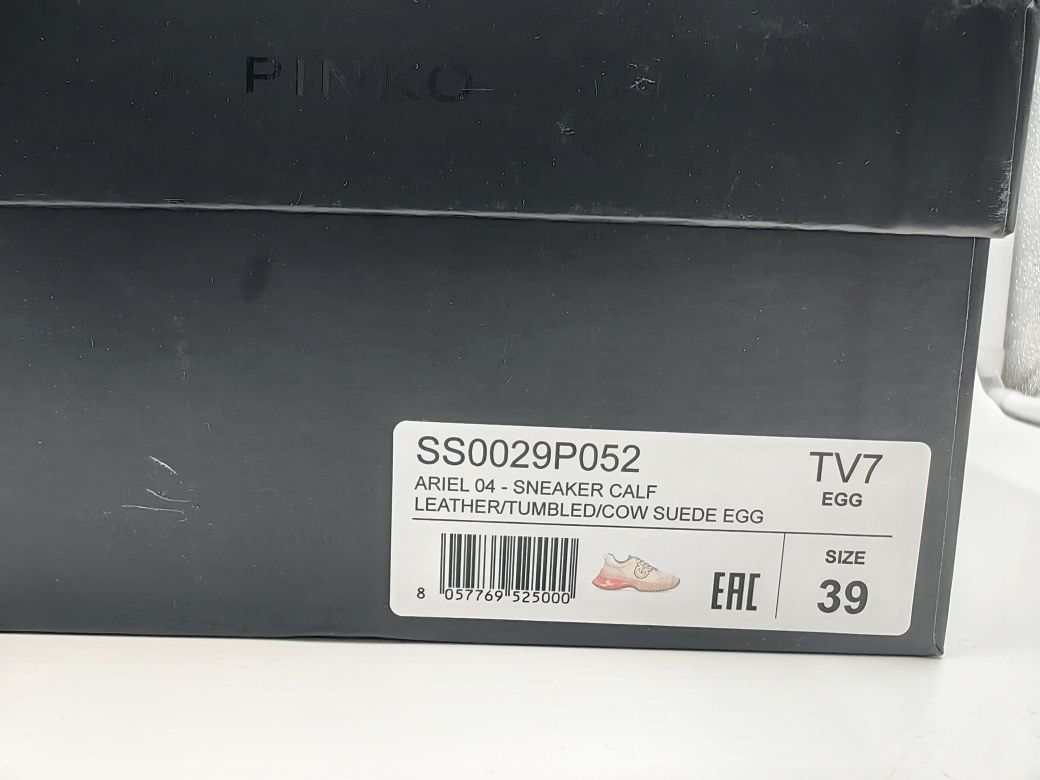 PINKO
SS0029P052
TV7
EGG
ARIEL 04 - SNEAKER CALF
LEATHER/TUMBLED/COW SUEDE EGG
8 057769 525000
EAC
SIZE
39